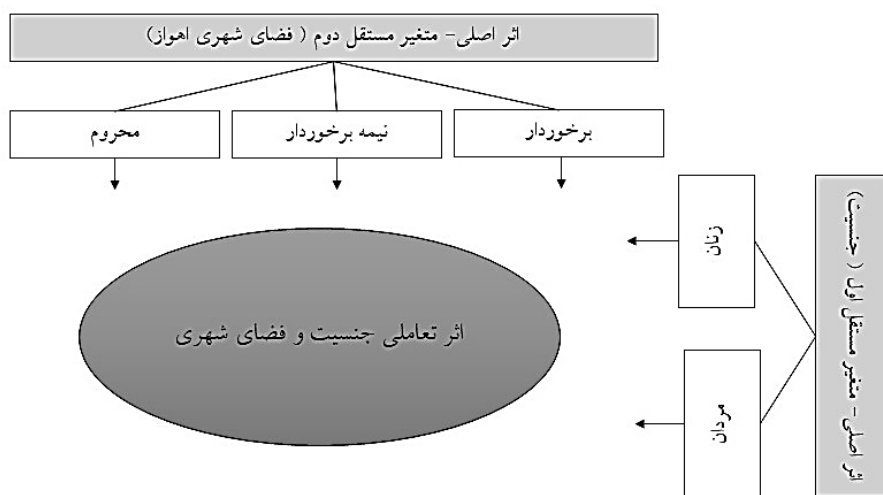 اثر اصلی- متغیر مستقل دوم ( فضای شهری اهواز)
برخوردار
نیمه برخوردار
محروم
اثر اصلی- متغیر مستقل اول ( جنسیت)
زنان
مردان
اثر تعاملی جنسیت و فضای شهری